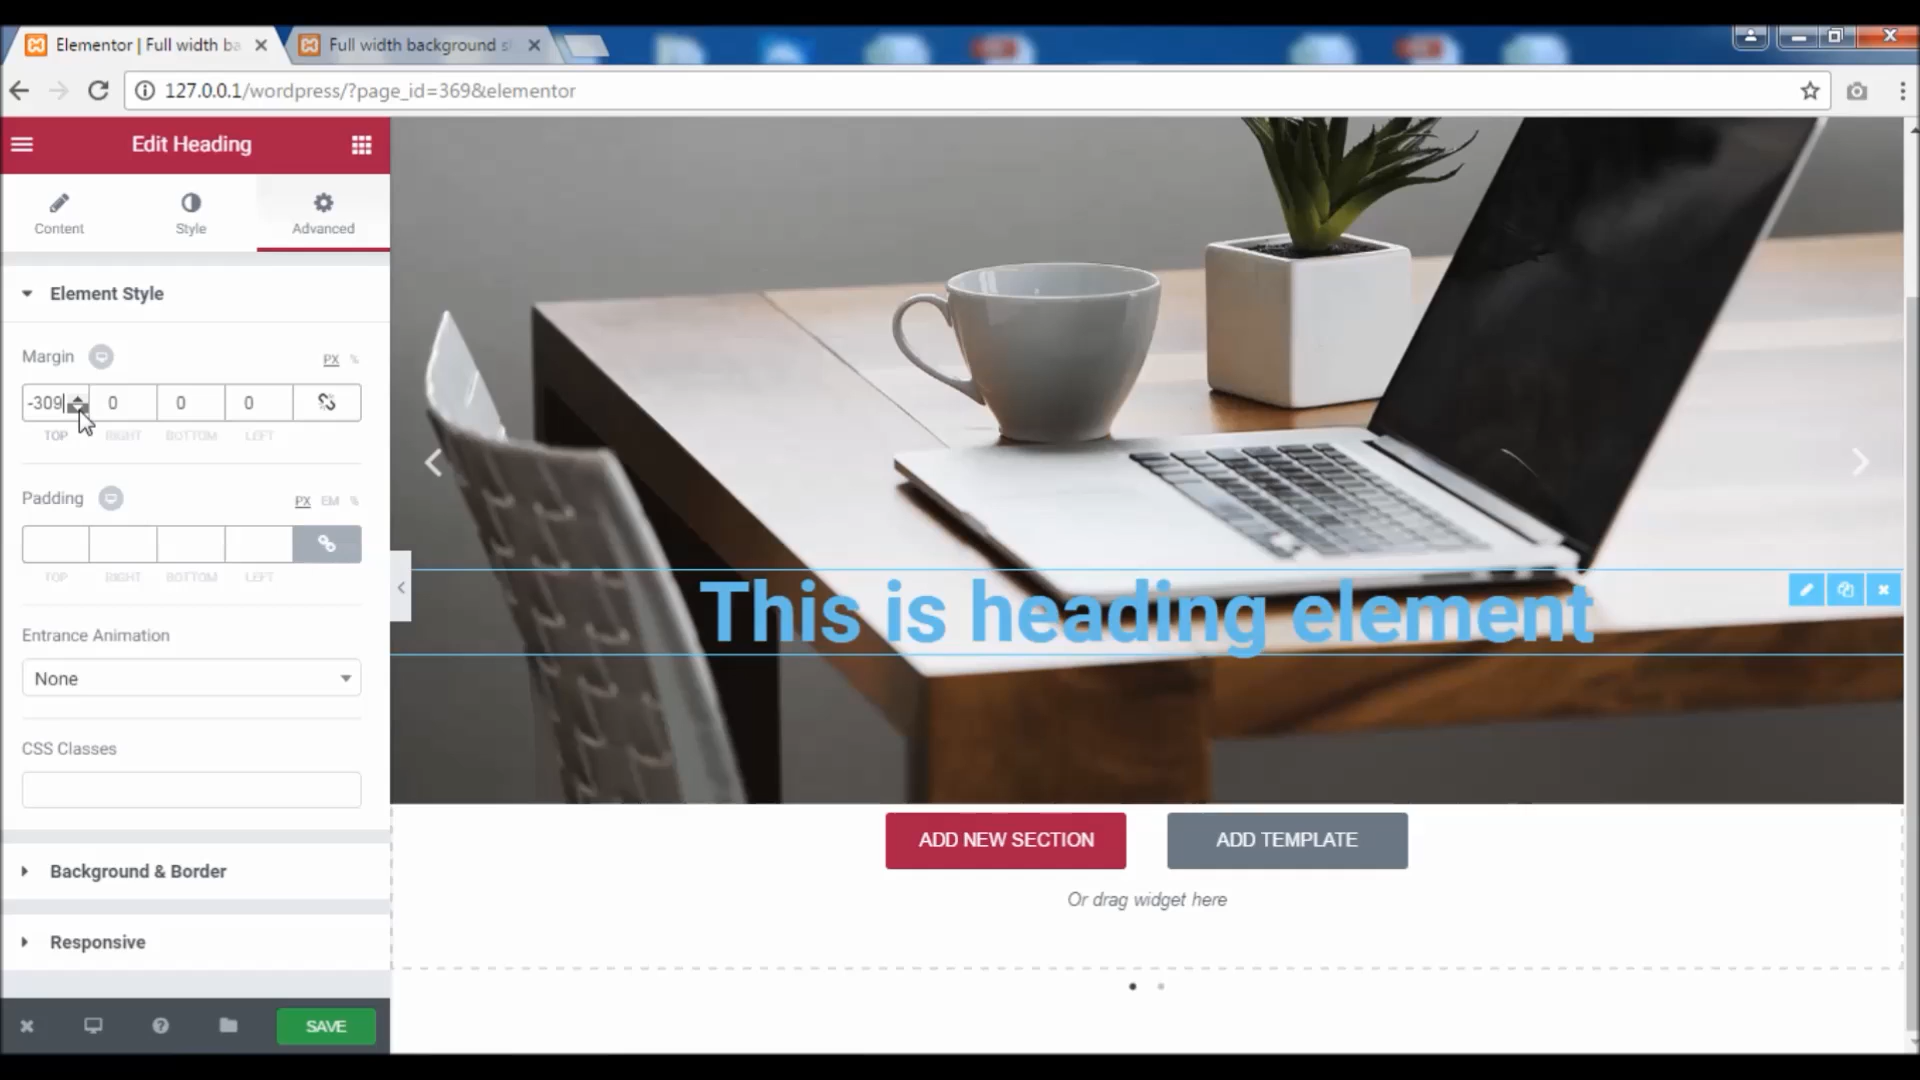 Elementor | Full width ba
Full width background s
127.0.0.1/wordpress/?page_id=369&elementor
Edit Heading
Content
Style
Advanced
Element Style
Margin
PX %
-309 0 0 0
TOP RIGHT BOTTOM LEFT
Padding
PX EM %
TOP RIGHT BOTTOM LEFT
Entrance Animation
None
CSS Classes
Background & Border
Responsive
SAVE
This is heading element
ADD NEW SECTION
ADD TEMPLATE
Or drag widget here